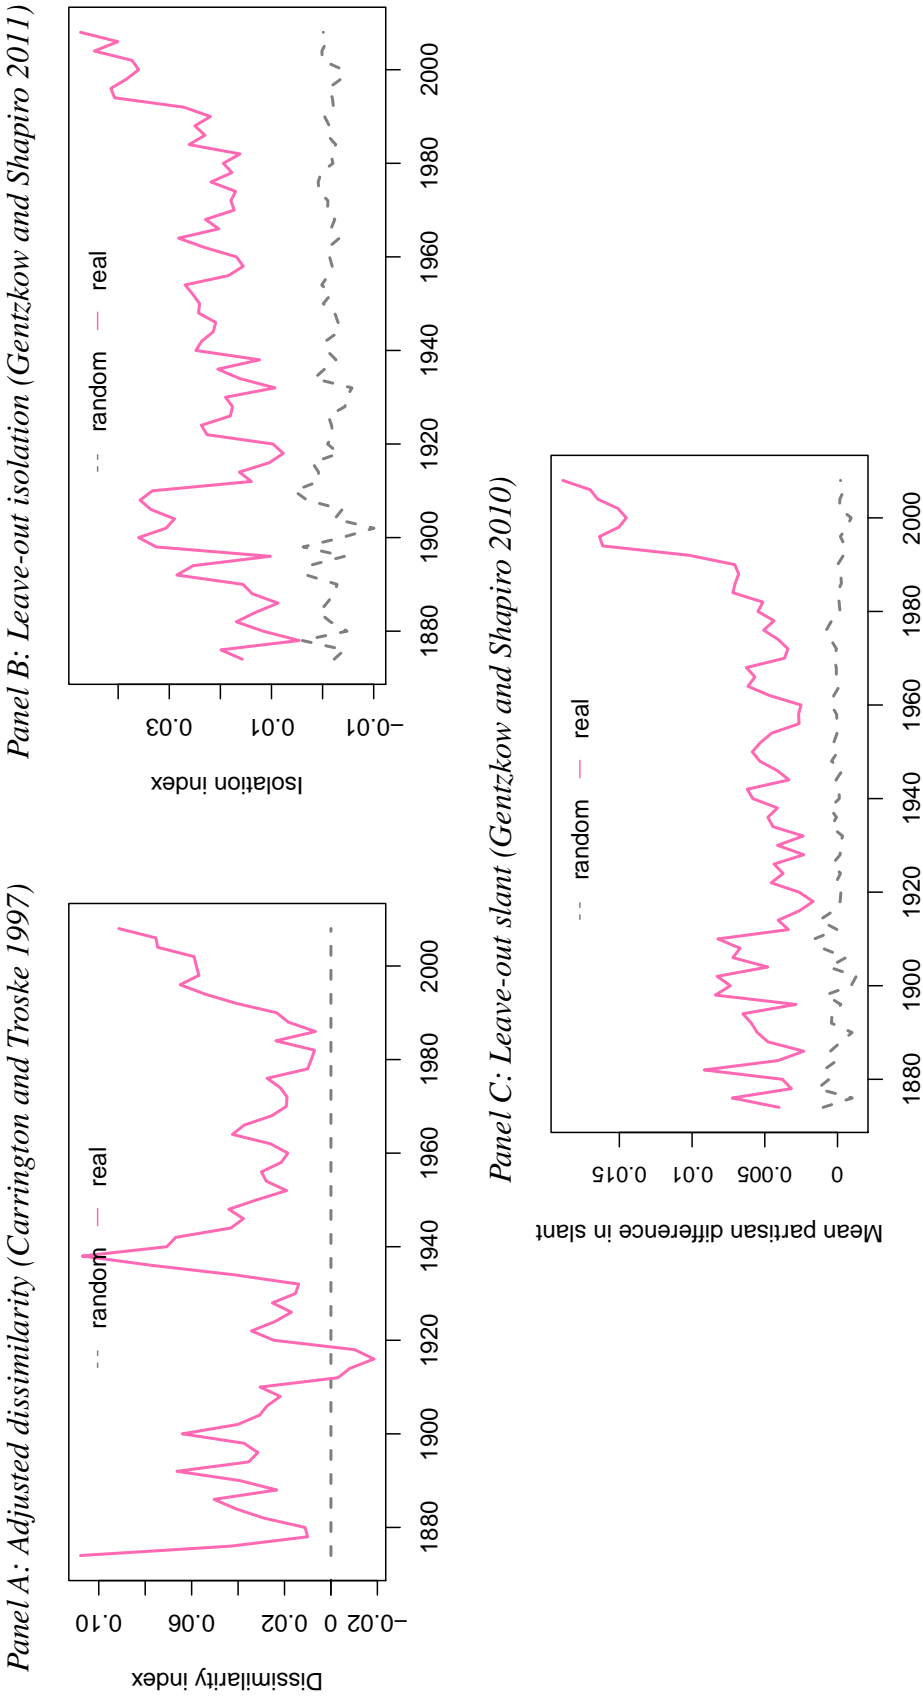 Panel A: Adjusted dissimilarity (Carrington and Troske 1997)
Dissimilarity index
−0.02 0 0.02 0.06 0.10
random real
1880 1900 1920 1940 1960 1980 2000
Panel B: Leave-out isolation (Gentzkow and Shapiro 2011)
Isolation index
−0.01 0.01 0.03
random real
1880 1900 1920 1940 1960 1980 2000
Panel C: Leave-out slant (Gentzkow and Shapiro 2010)
Mean partisan difference in slant
0 0.005 0.01 0.015
random real
1880 1900 1920 1940 1960 1980 2000